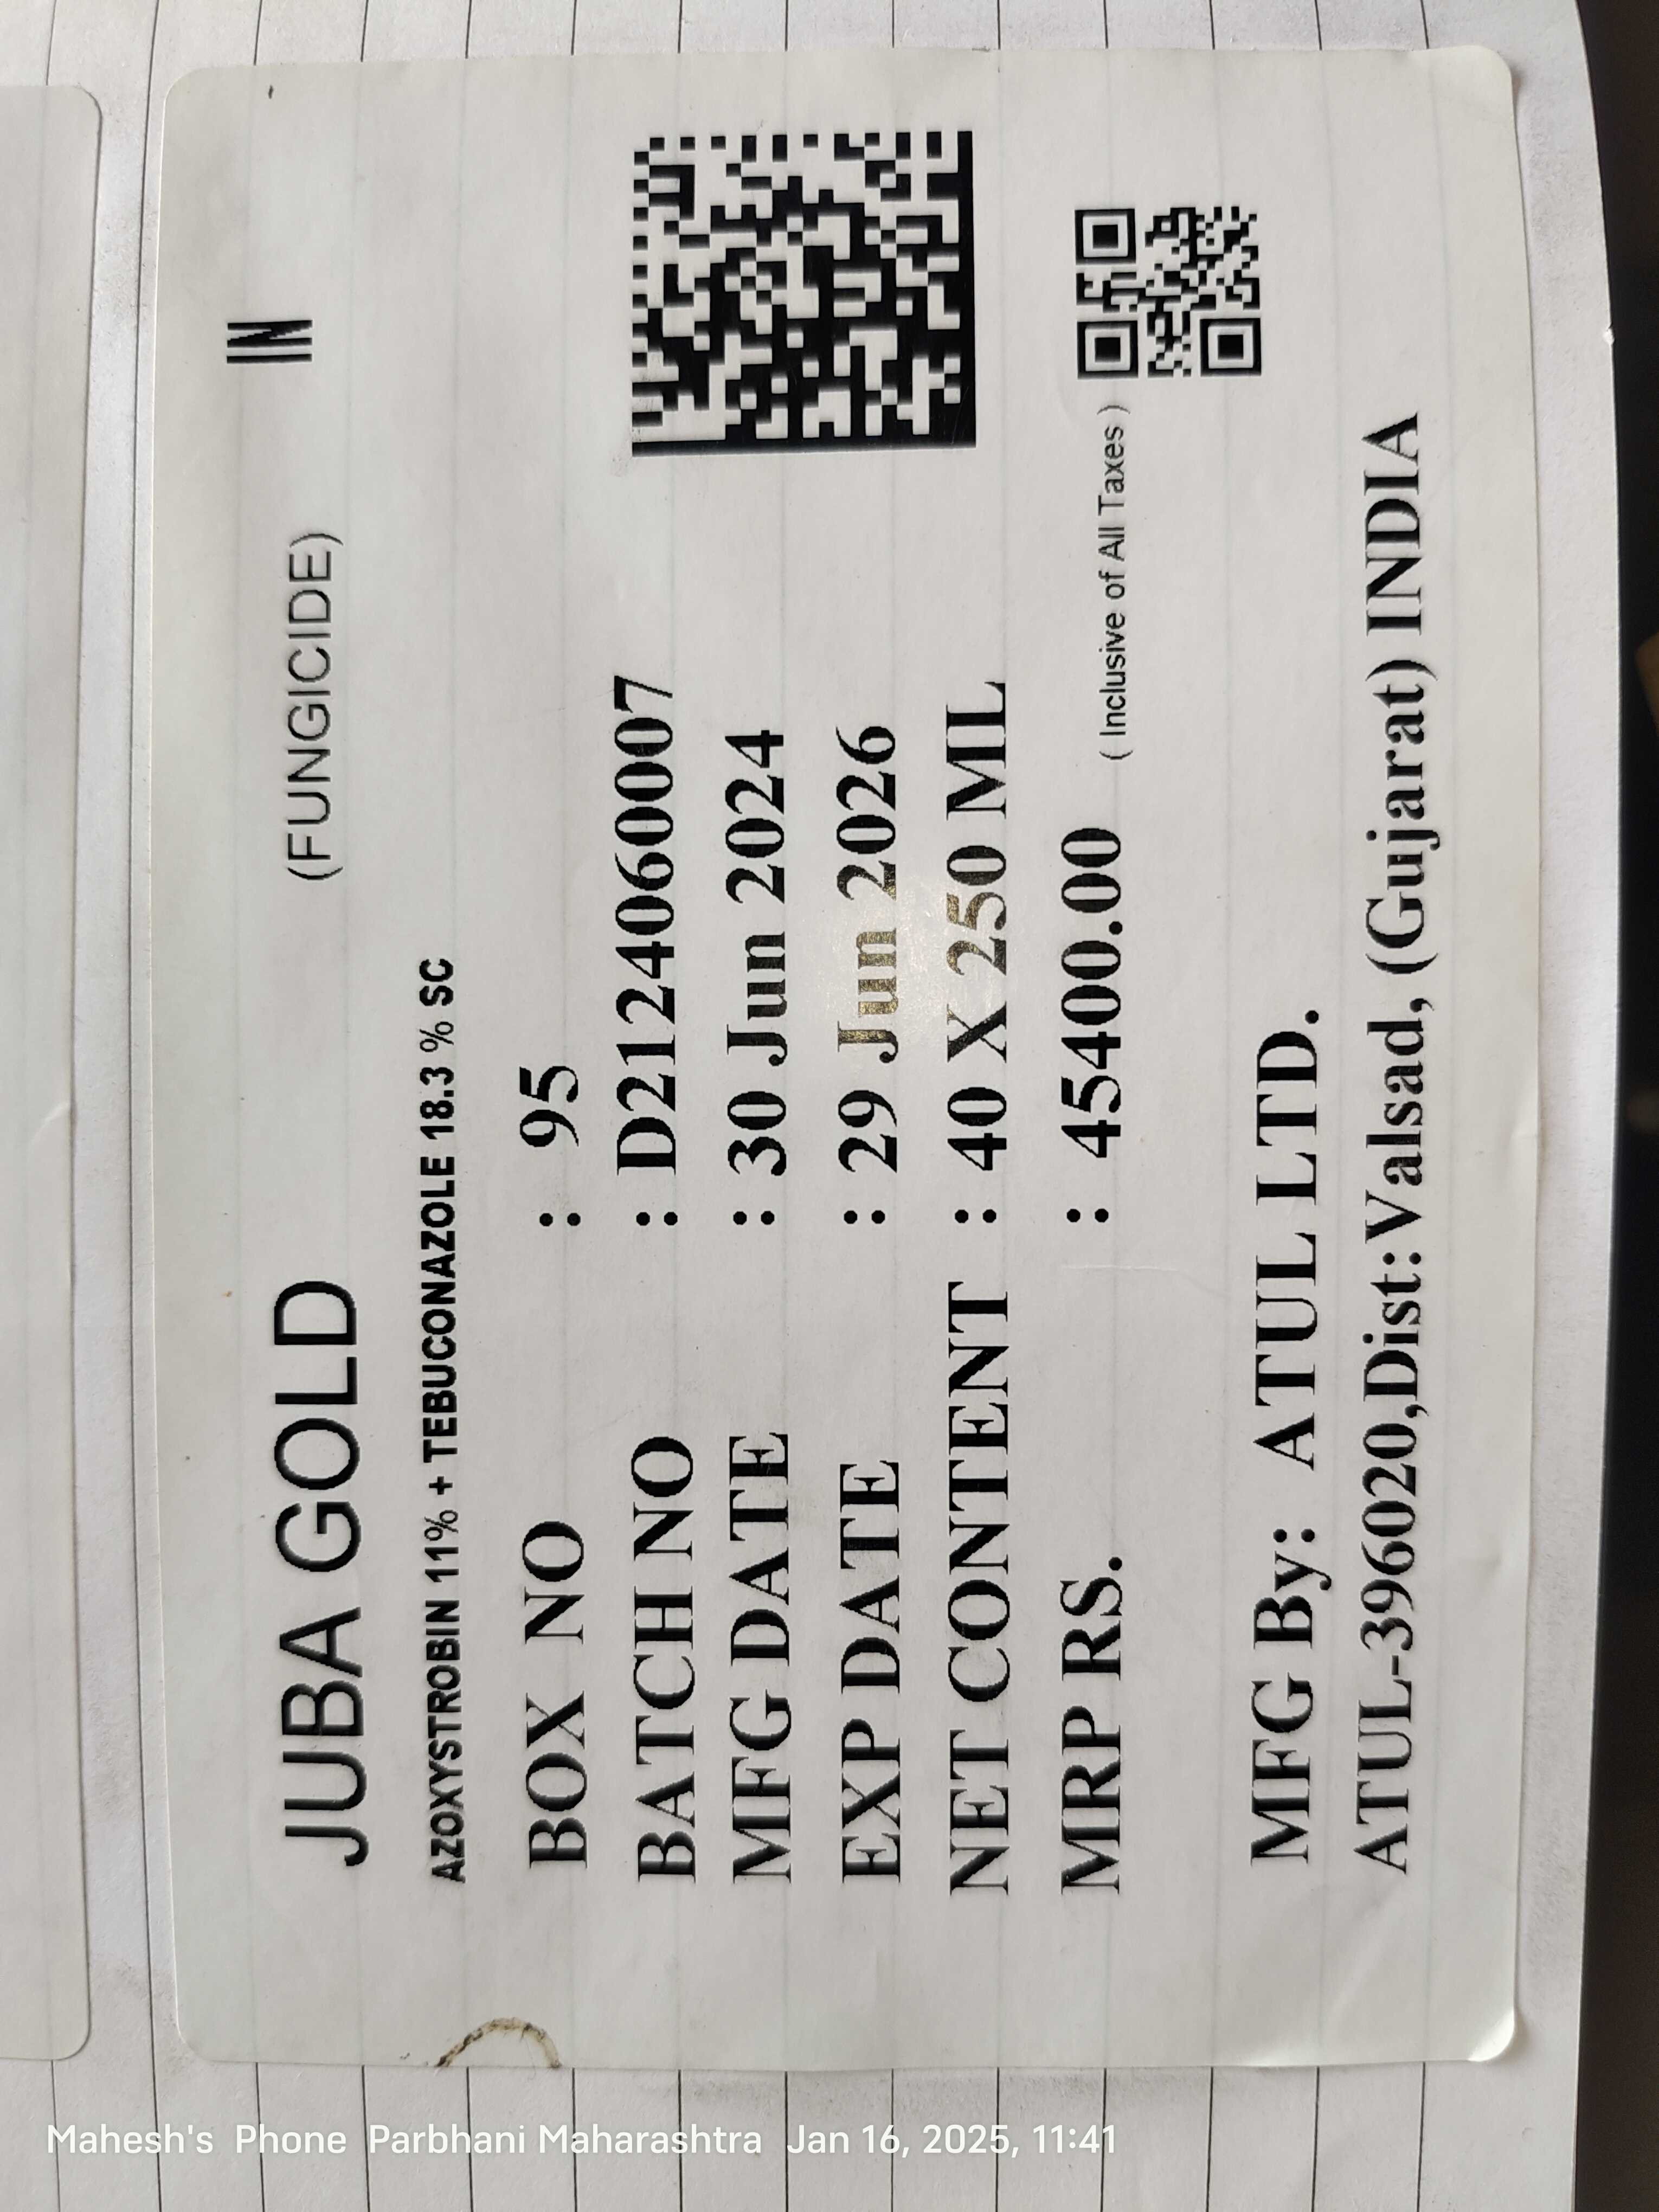 JUBA GOLD (FUNGICIDE) IN
AZOXYSTROBIN 11% + TEBUCONAZOLE 18.3 % SC
BOX NO : 95
BATCH NO : D2124060007
MFG DATE : 30 Jun 2024
EXP DATE : 29 Jun 2026
NET CONTENT : 40 X 250 ML
MRP RS. : 45400.00 ( Inclusive of All Taxes )
MFG By: ATUL LTD.
ATUL-396020,Dist:Valsad, (Gujarat) INDIA
Mahesh's Phone Parbhani Maharashtra Jan 16, 2025, 11:41